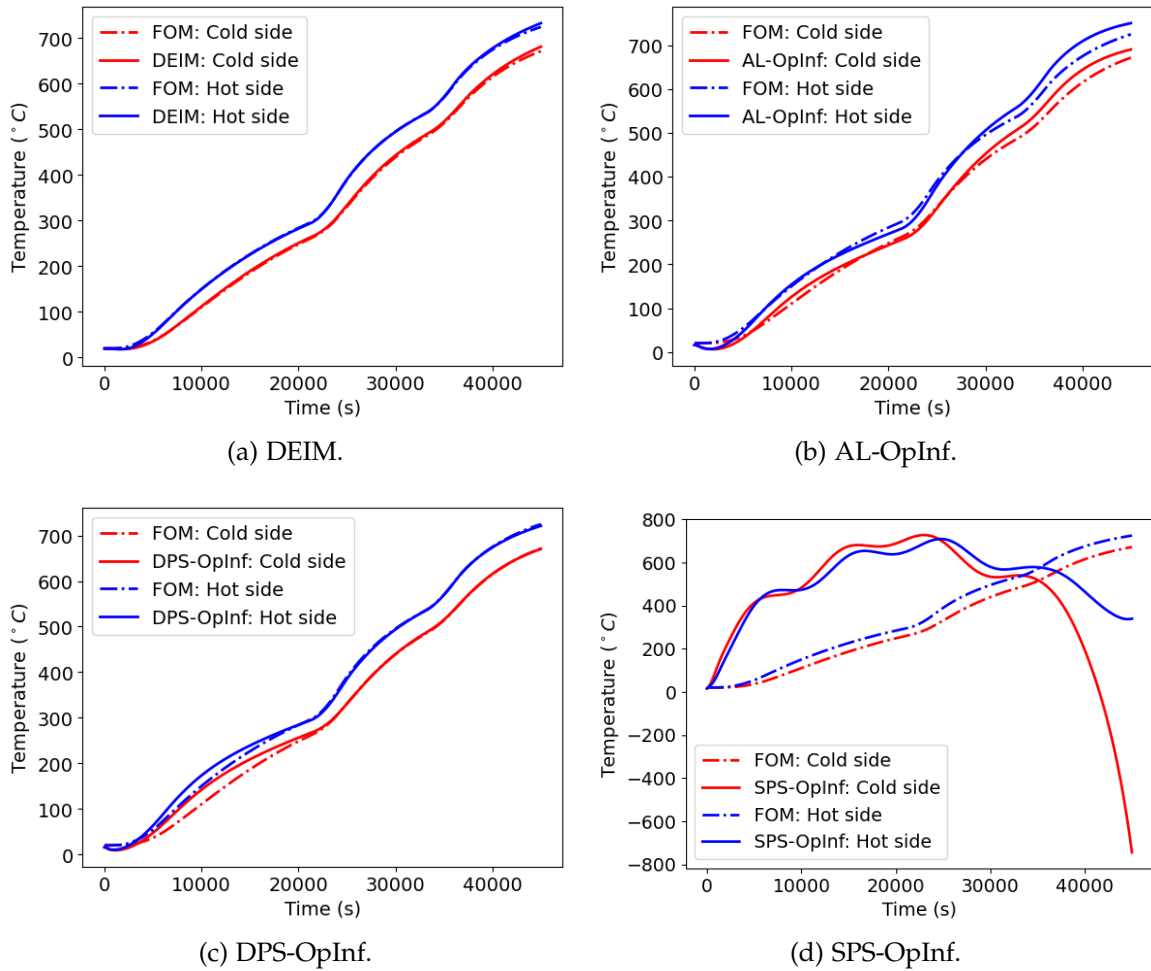 FOM: Cold side
DEIM: Cold side
FOM: Hot side
DEIM: Hot side
Temperature (°C)
700
600
500
400
300
200
100
0
0 10000 20000 30000 40000
Time (s)
(a) DEIM.
FOM: Cold side
AL-OpInf: Cold side
FOM: Hot side
AL-OpInf: Hot side
Temperature (°C)
700
600
500
400
300
200
100
0
0 10000 20000 30000 40000
Time (s)
(b) AL-OpInf.
FOM: Cold side
DPS-OpInf: Cold side
FOM: Hot side
DPS-OpInf: Hot side
Temperature (°C)
700
600
500
400
300
200
100
0
0 10000 20000 30000 40000
Time (s)
(c) DPS-OpInf.
Temperature (°C)
800
600
400
200
0
−200
−400
−600
−800
FOM: Cold side
SPS-OpInf: Cold side
FOM: Hot side
SPS-OpInf: Hot side
0 10000 20000 30000 40000
Time (s)
(d) SPS-OpInf.